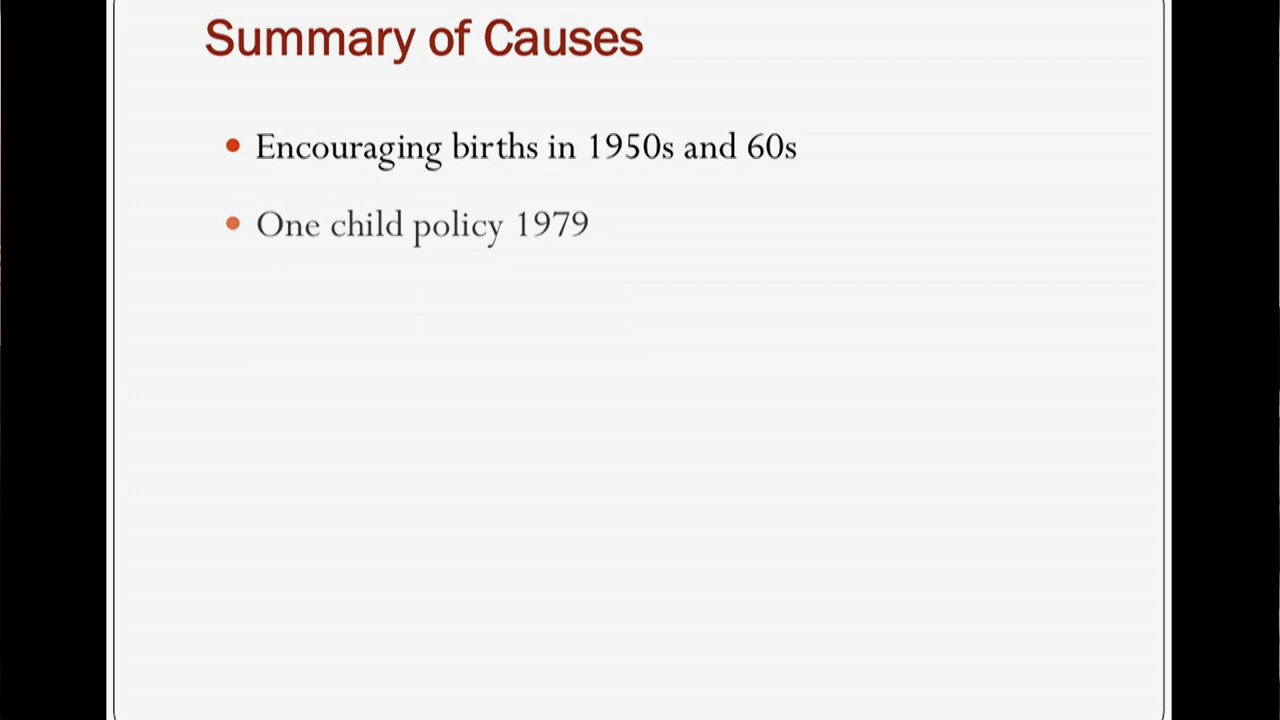 Summary of Causes
Encouraging births in 1950s and 60s
One child policy 1979